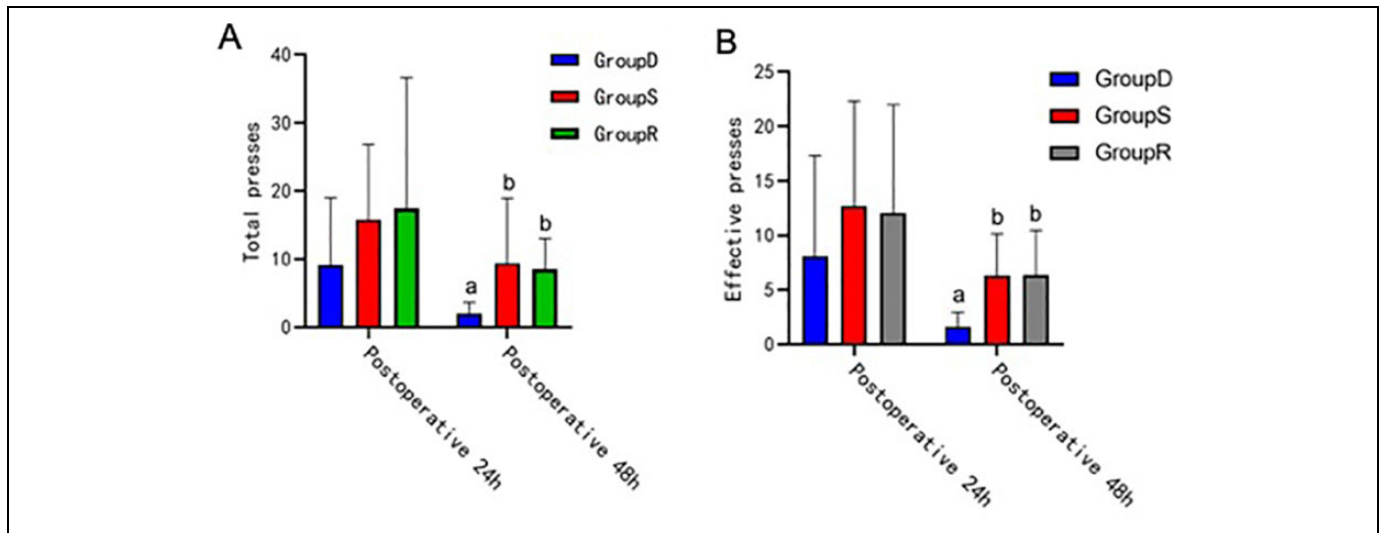 A
Total presses
40
30
20
10
0
GroupD
GroupS
GroupR
a
b
b
Postoperative 24h
Postoperative 48h
B
Effective presses
25
20
15
10
5
0
GroupD
GroupS
GroupR
a
b
b
Postoperative 24h
Postoperative 48h